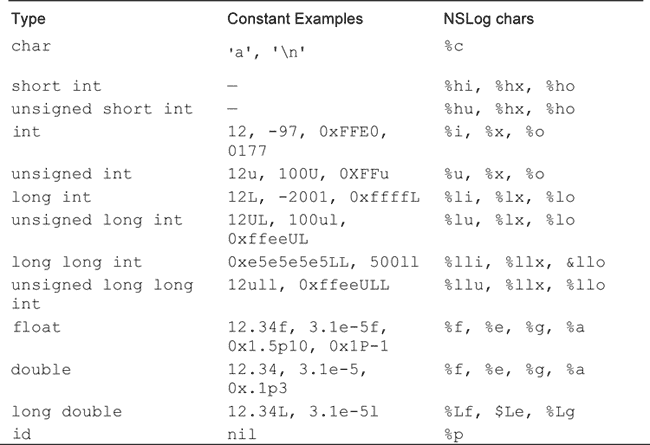 Type Constant Examples NSLog chars
char 'a', '\n' %c
short int — %hi, %hx, %ho
unsigned short int — %hu, %hx, %ho
int 12, -97, 0xFFE0, %i, %x, %o
0177
unsigned int 12u, 100U, 0XFFu %u, %x, %o
long int 12L, -2001, 0xffffL %li, %lx, %lo
unsigned long int 12UL, 100ul, %lu, %lx, %lo
0xffeeUL
long long int 0xe5e5e5e5LL, 500ll %lli, %llx, &llo
unsigned long long 12ull, 0xffeeULL %llu, %llx, %llo
int
float 12.34f, 3.1e-5f, %f, %e, %g, %a
0x1.5p10, 0x1P-1
double 12.34, 3.1e-5, %f, %e, %g, %a
0x.1p3
long double 12.34L, 3.1e-5l %Lf, $Le, %Lg
id nil %p